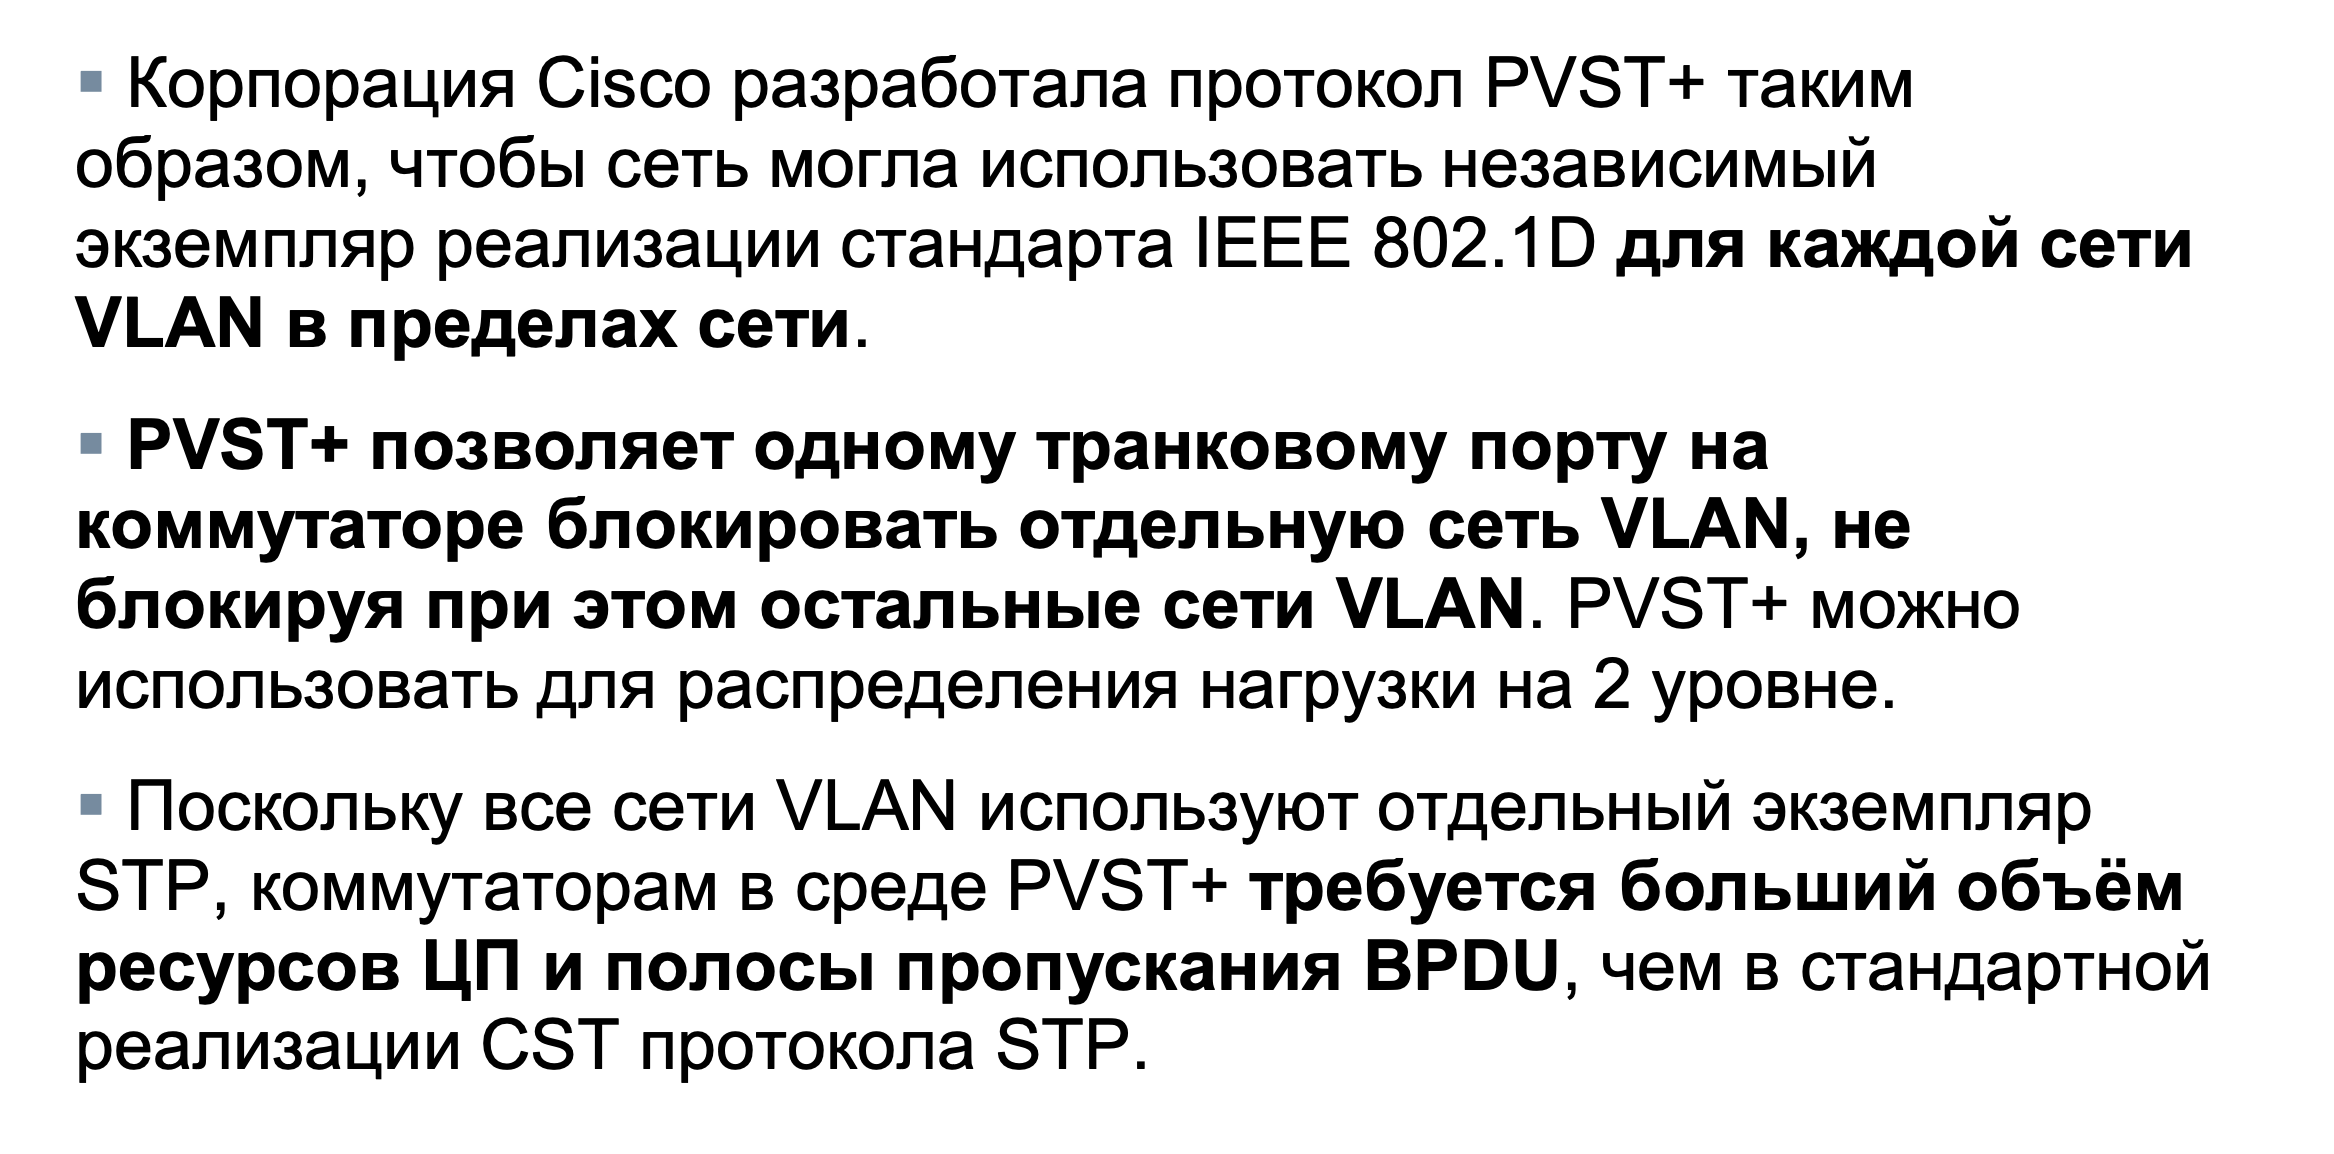 ▪ Корпорация Cisco разработала протокол PVST+ таким
образом, чтобы сеть могла использовать независимый
экземпляр реализации стандарта IEEE 802.1D для каждой сети
VLAN в пределах сети.
▪ PVST+ позволяет одному транковому порту на
коммутаторе блокировать отдельную сеть VLAN, не
блокируя при этом остальные сети VLAN. PVST+ можно
использовать для распределения нагрузки на 2 уровне.
▪ Поскольку все сети VLAN используют отдельный экземпляр
STP, коммутаторам в среде PVST+ требуется больший объём
ресурсов ЦП и полосы пропускания BPDU, чем в стандартной
реализации CST протокола STP.